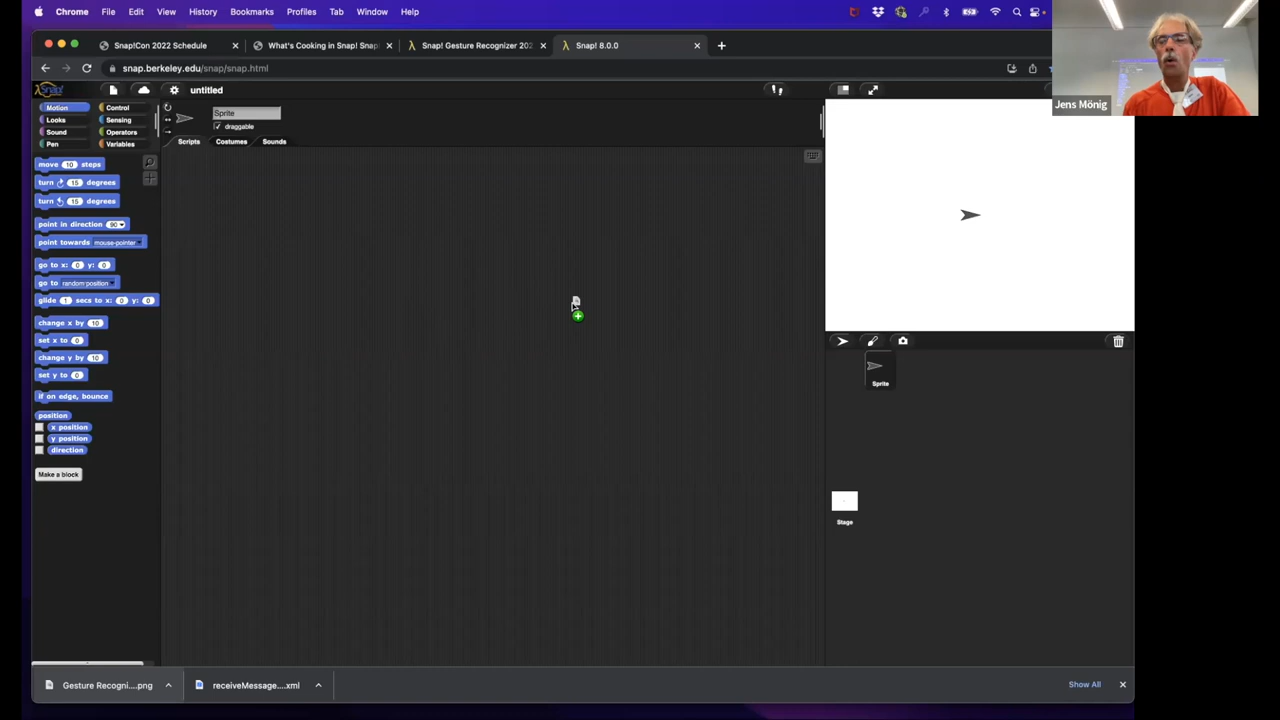 Chrome File Edit View History Bookmarks Profiles Tab Window Help
Snap!Con 2022 Schedule
What's Cooking in Snap! Snap!
Snap! Gesture Recognizer 202
Snap! 8.0.0
snap.berkeley.edu/snap/snap.html
Snap!
untitled
Motion Control
Looks Sensing
Sound Operators
Pen Variables
Sprite
draggable
Scripts Costumes Sounds
move 10 steps
turn 15 degrees
turn 15 degrees
point in direction 90
point towards mouse-pointer
go to x: 0 y: 0
go to random position
glide 1 secs to x: 0 y: 0
change x by 10
set x to 0
change y by 10
set y to 0
if on edge, bounce
position
x position
y position
direction
Make a block
Sprite
Stage
Jens Mönig
Gesture Recogni....png
receiveMessage....xml
Show All